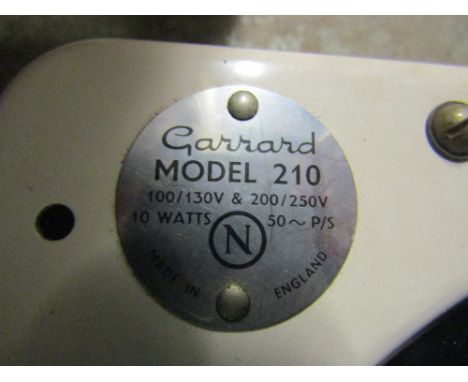 Garrard
MODEL 210
100/130V & 200/250V
10 WATTS 50~ P/S
N
MADE IN ENGLAND